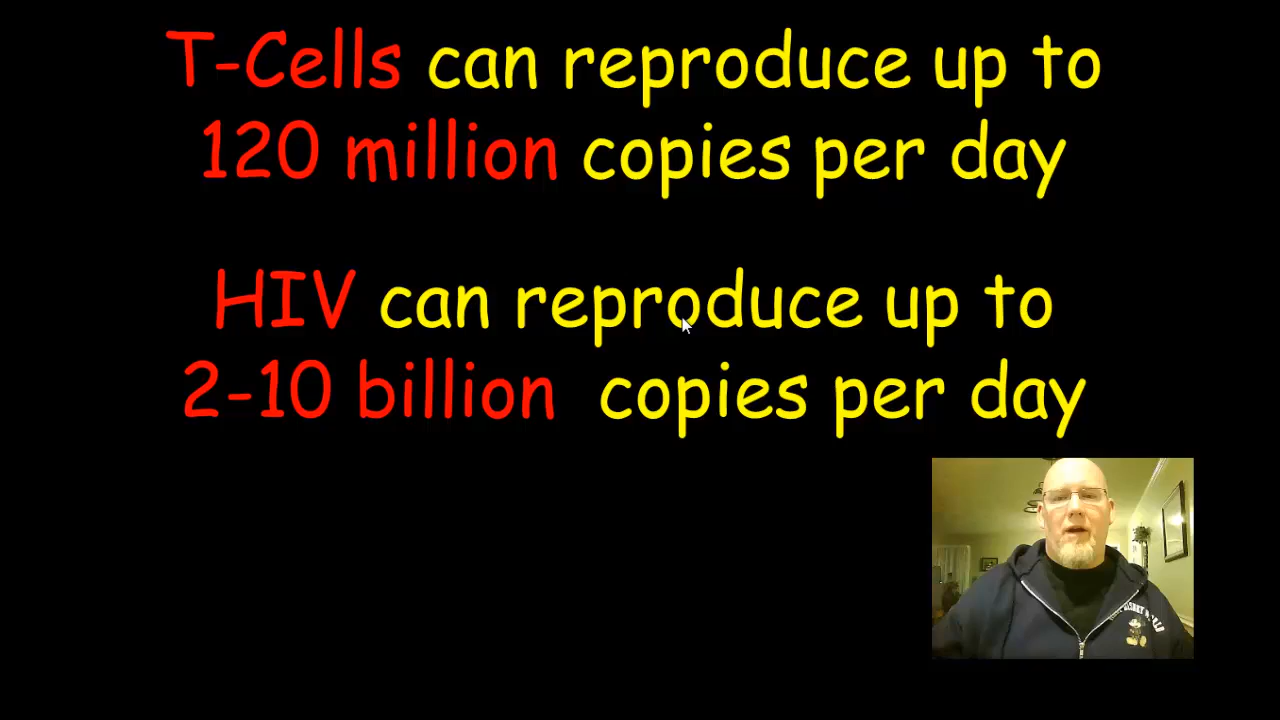 T-Cells can reproduce up to
120 million copies per day
HIV can reproduce up to
2-10 billion copies per day